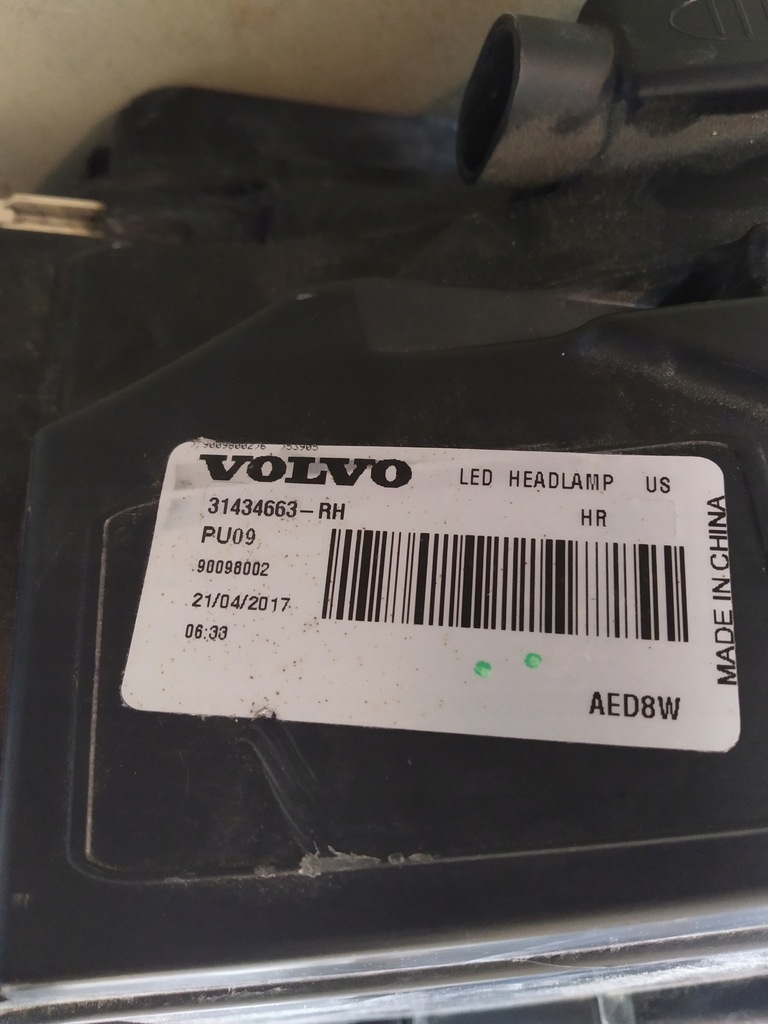 VOLVO LED HEADLAMP US
31434663-RH HR
PU09
90098002
21/04/2017
06:33
AED8W
MADE IN CHINA